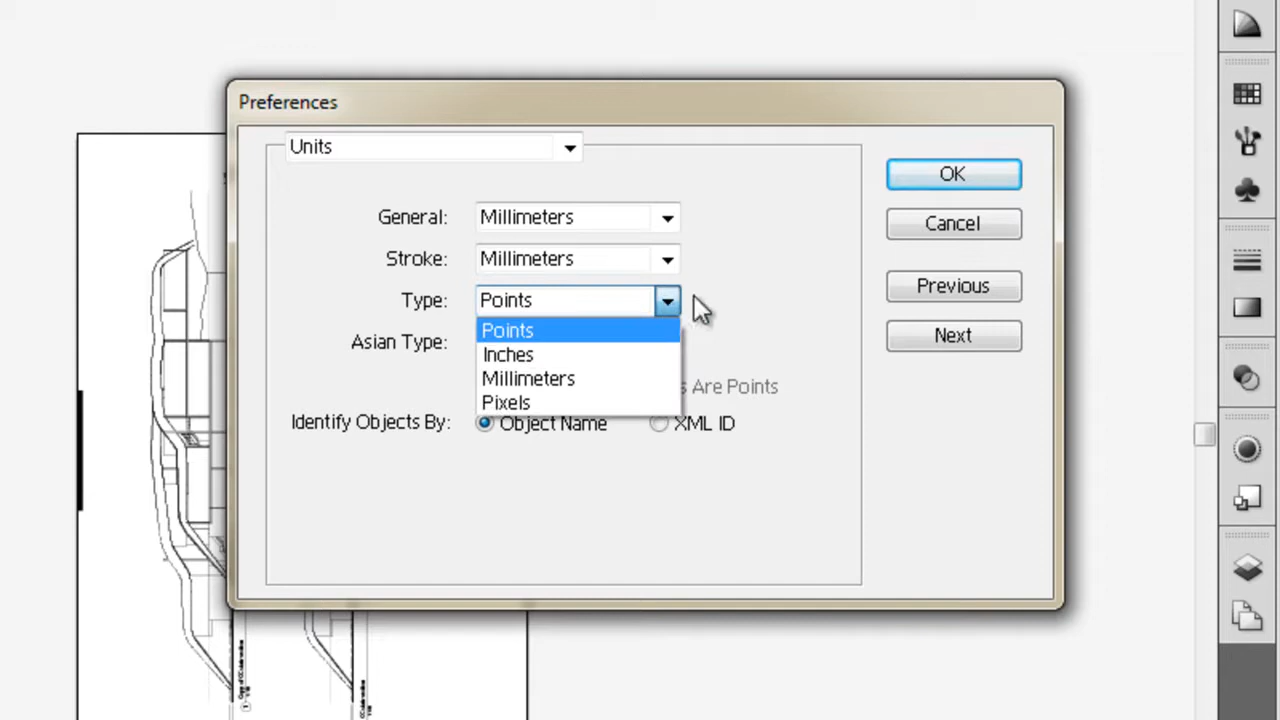 Preferences
Units
OK
General: Millimeters
Cancel
Stroke: Millimeters
Previous
Type: Points
Points
Next
Asian Type:
Inches
Millimeters
s Are Points
Pixels
Identify Objects By: Object Name XML ID